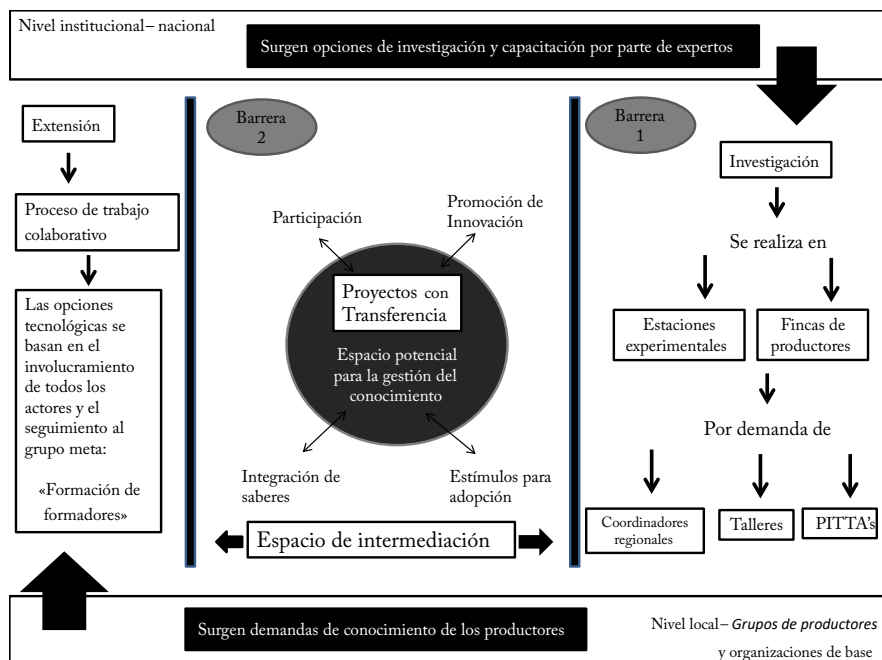 Nivel institucional– nacional
Surgen opciones de investigación y capacitación por parte de expertos
Extensión
Proceso de trabajo
colaborativo
Las opciones
tecnológicas se
basan en el
involucramiento
de todos los
actores y el
seguimiento al
grupo meta:
«Formación de
formadores»
Barrera
2
Participación
Promoción de
Innovación
Proyectos con
Transferencia
Espacio potencial
para la gestión del
conocimiento
Integración de
saberes
Estímulos para
adopción
Espacio de intermediación
Barrera
1
Investigación
Se realiza en
Estaciones
experimentales
Fincas de
productores
Por demanda de
Coordinadores
regionales
Talleres
PITTA's
Surgen demandas de conocimiento de los productores
Nivel local– Grupos de productores
y organizaciones de base